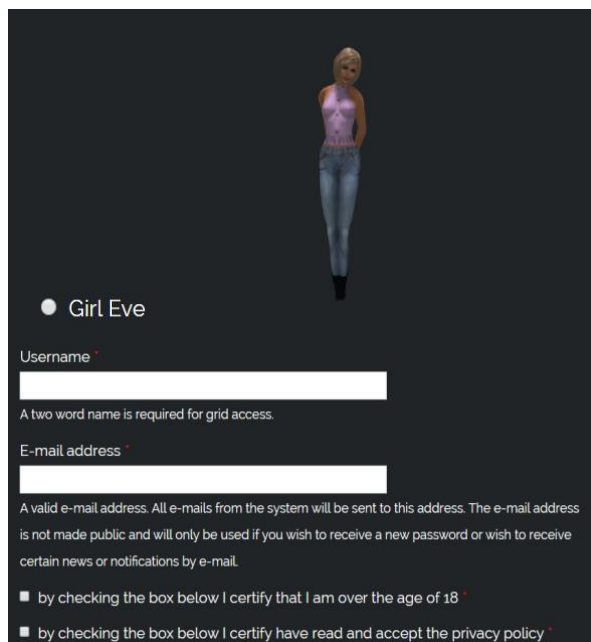 Girl Eve
Username *
A two word name is required for grid access.
E-mail address *
A valid e-mail address. All e-mails from the system will be sent to this address. The e-mail address
is not made public and will only be used if you wish to receive a new password or wish to receive
certain news or notifications by e-mail.
by checking the box below I certify that I am over the age of 18 *
by checking the box below I certify have read and accept the privacy policy *